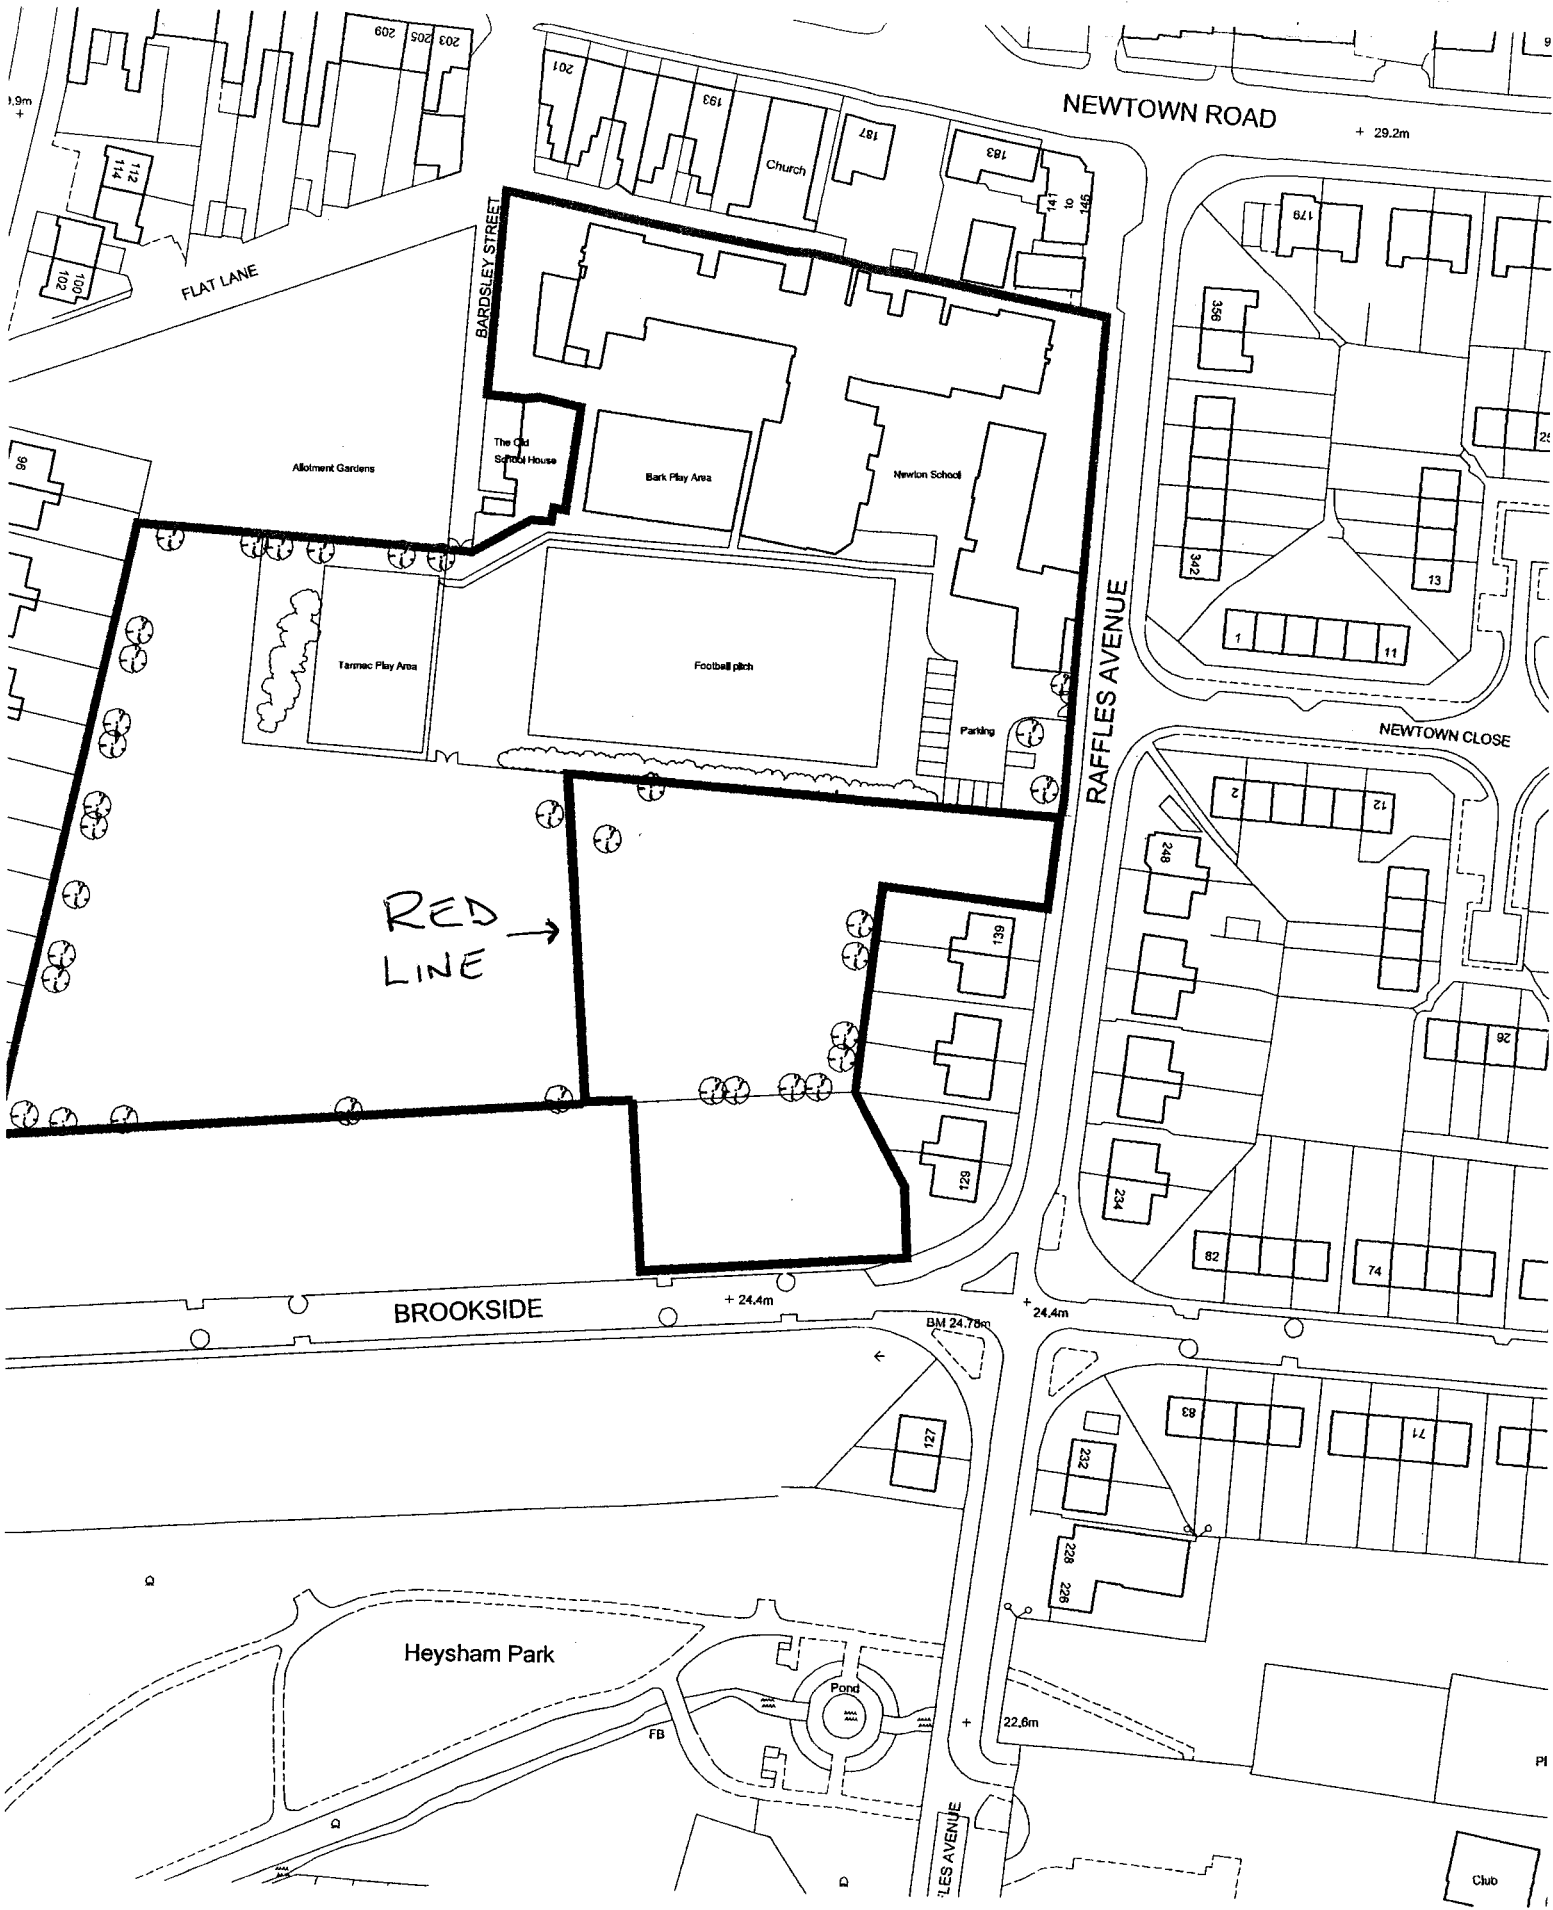 209
205
203
201
193
187
183
Church
NEWTOWN ROAD
+ 29.2m
141
to
145
179
112
114
100
102
FLAT LANE
BARDSLEY STREET
356
25
96
Allotment Gardens
The Old
School House
Bark Play Area
Newton School
342
13
1
11
Tarmac Play Area
Football pitch
Parking
RAFFLES AVENUE
NEWTOWN CLOSE
2
12
248
RED
LINE
139
26
129
234
82
74
BROOKSIDE
+ 24.4m
+ 24.4m
BM 24.78m
127
83
71
232
228
226
Heysham Park
Pond
FB
+ 22.6m
FLES AVENUE
Club